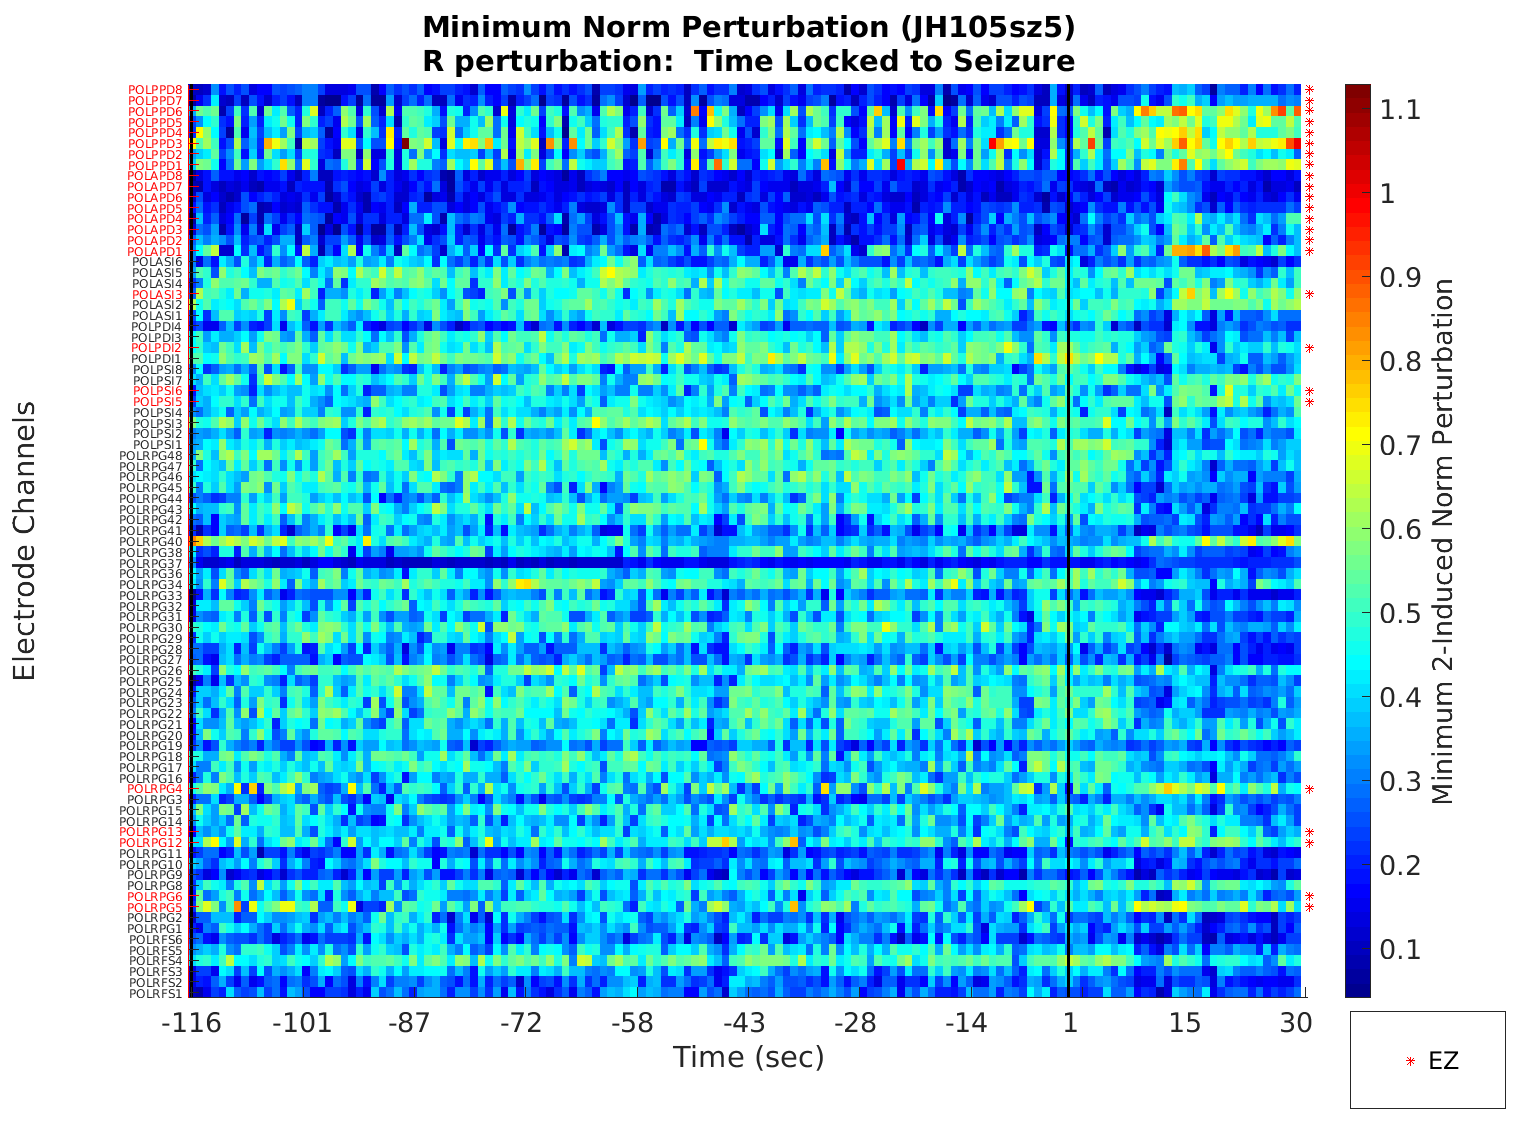 Minimum Norm Perturbation (JH105sz5)
R perturbation:  Time Locked to Seizure
Electrode Channels
POLPPD8
POLPPD7
POLPPD6
POLPPD5
POLPPD4
POLPPD3
POLPPD2
POLPPD1
POLAPD8
POLAPD7
POLAPD6
POLAPD5
POLAPD4
POLAPD3
POLAPD2
POLAPD1
POLASI6
POLASI5
POLASI4
POLASI3
POLASI2
POLASI1
POLPDI4
POLPDI3
POLPDI2
POLPDI1
POLPSI8
POLPSI7
POLPSI6
POLPSI5
POLPSI4
POLPSI3
POLPSI2
POLPSI1
POLRPG48
POLRPG47
POLRPG46
POLRPG45
POLRPG44
POLRPG43
POLRPG42
POLRPG41
POLRPG40
POLRPG38
POLRPG37
POLRPG36
POLRPG34
POLRPG33
POLRPG32
POLRPG31
POLRPG30
POLRPG29
POLRPG28
POLRPG27
POLRPG26
POLRPG25
POLRPG24
POLRPG23
POLRPG22
POLRPG21
POLRPG20
POLRPG19
POLRPG18
POLRPG17
POLRPG16
POLRPG4
POLRPG3
POLRPG15
POLRPG14
POLRPG13
POLRPG12
POLRPG11
POLRPG10
POLRPG9
POLRPG8
POLRPG6
POLRPG5
POLRPG2
POLRPG1
POLRFS6
POLRFS5
POLRFS4
POLRFS3
POLRFS2
POLRFS1
-116 -101 -87 -72 -58 -43 -28 -14 1 15 30
Time (sec)
1.1
1
0.9
0.8
0.7
0.6
0.5
0.4
0.3
0.2
0.1
Minimum 2-Induced Norm Perturbation
EZ